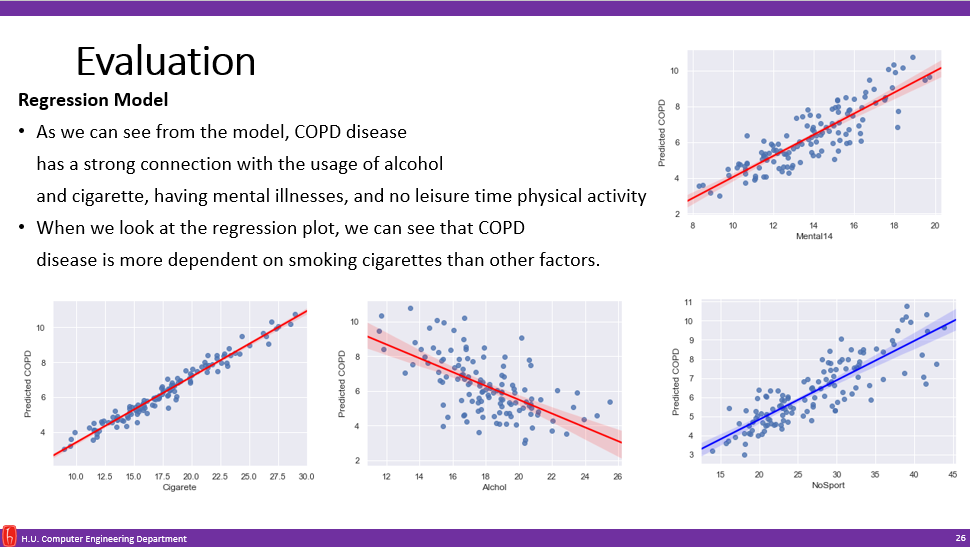 Evaluation
Regression Model
• As we can see from the model, COPD disease
has a strong connection with the usage of alcohol
and cigarette, having mental illnesses, and no leisure time physical activity
• When we look at the regression plot, we can see that COPD
disease is more dependent on smoking cigarettes than other factors.
Predicted COPD
10
8
6
4
2
8 10 12 14 16 18 20
Mental14
Predicted COPD
10
8
6
4
10.0 12.5 15.0 17.5 20.0 22.5 25.0 27.5 30.0
Cigarete
Predicted COPD
10
8
6
4
2
12 14 16 18 20 22 24 26
Alchol
Predicted COPD
11
10
9
8
7
6
5
4
3
15 20 25 30 35 40 45
NoSport
H.U. Computer Engineering Department
26